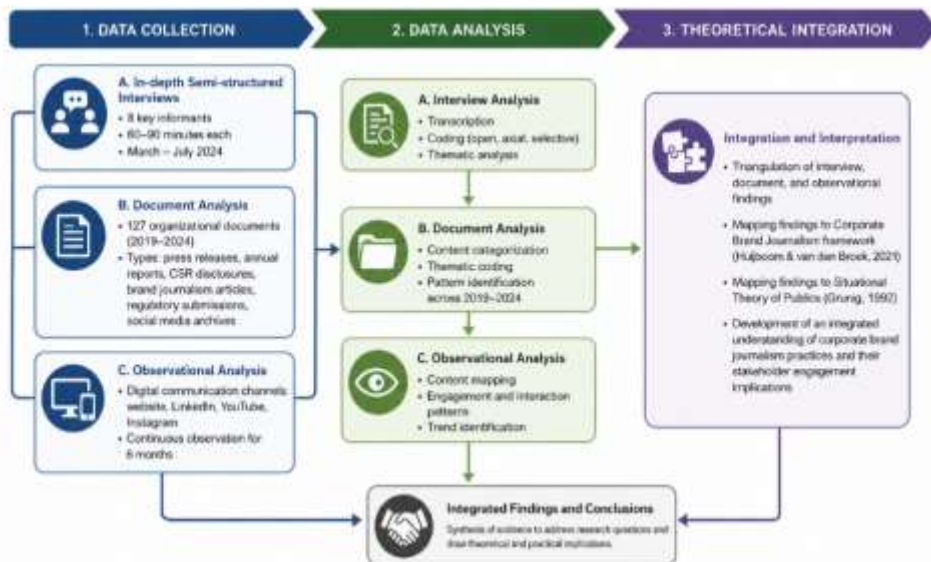 1. DATA COLLECTION
2. DATA ANALYSIS
3. THEORETICAL INTEGRATION
A. In-depth Semi-structured
Interviews
• 8 key informants
• 60–90 minutes each
• March – July 2024
B. Document Analysis
• 127 organizational documents
(2019–2024)
• Types: press releases, annual
reports, CSR disclosures,
brand journalism articles,
regulatory submissions,
social media archives
C. Observational Analysis
• Digital communication channels:
website, LinkedIn, YouTube,
Instagram
• Continuous observation for
6 months
A. Interview Analysis
• Transcription
• Coding (open, axial, selective)
• Thematic analysis
B. Document Analysis
• Content categorization
• Thematic coding
• Pattern identification
across 2019–2024
C. Observational Analysis
• Content mapping
• Engagement and interaction
patterns
• Trend identification
Integration and Interpretation
• Triangulation of interview,
document, and observational
findings
• Mapping findings to Corporate
Brand Journalism framework
(Huijboom & van den Broek, 2021)
• Mapping findings to Situational
Theory of Publics (Grunig, 1992)
• Development of an integrated
understanding of corporate brand
journalism practices and their
stakeholder engagement
implications
Integrated Findings and Conclusions
Synthesis of evidence to address research questions and
draw theoretical and practical implications.